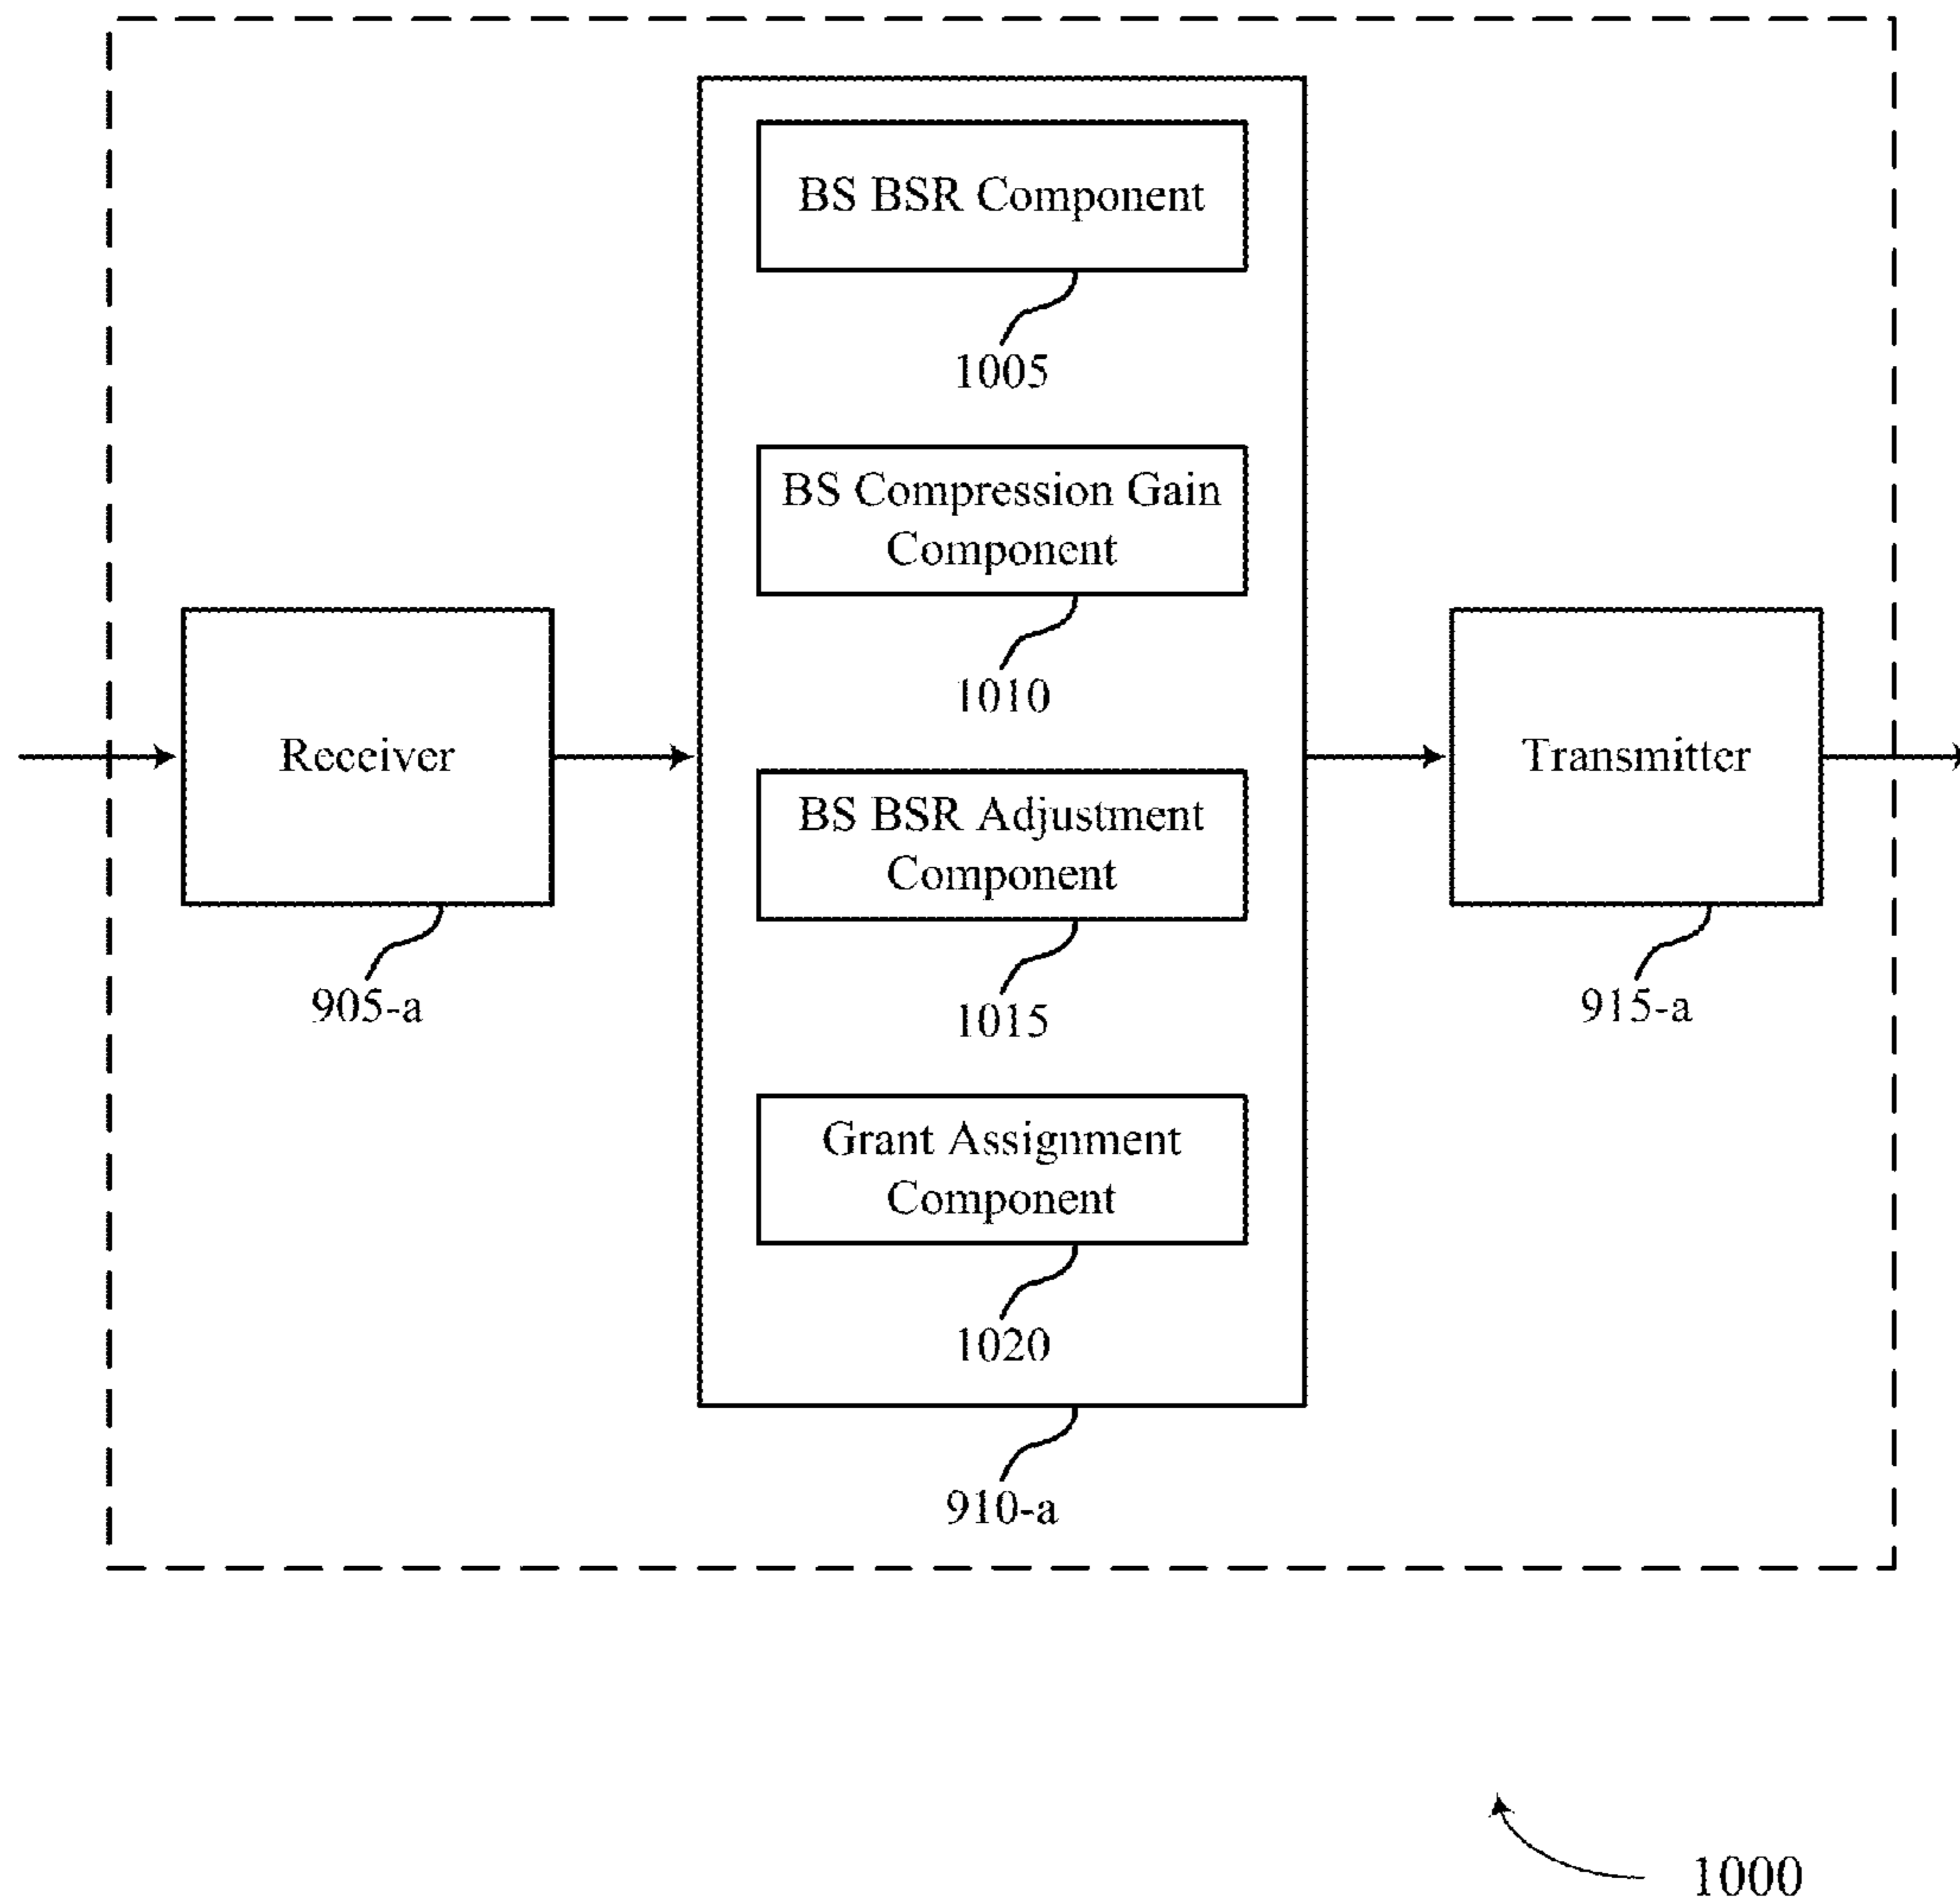 BS BSR Component
1005
BS Compression Gain
Component
1010
Receiver
905-a
BS BSR Adjustment
Component
1015
Transmitter
915-a
Grant Assignment
Component
1020
910-a
1000